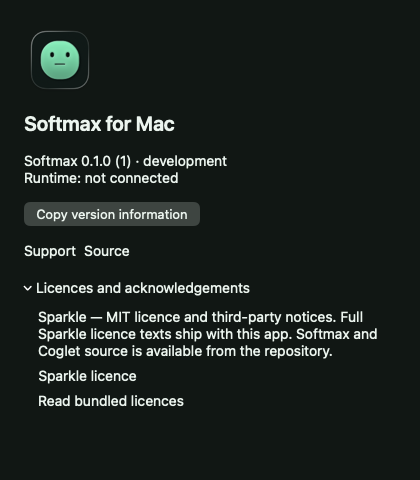 Softmax for Mac
Softmax 0.1.0 (1) · development
Runtime: not connected
Copy version information
Support Source
Licences and acknowledgements
Sparkle — MIT licence and third-party notices. Full
Sparkle licence texts ship with this app. Softmax and
Coglet source is available from the repository.
Sparkle licence
Read bundled licences